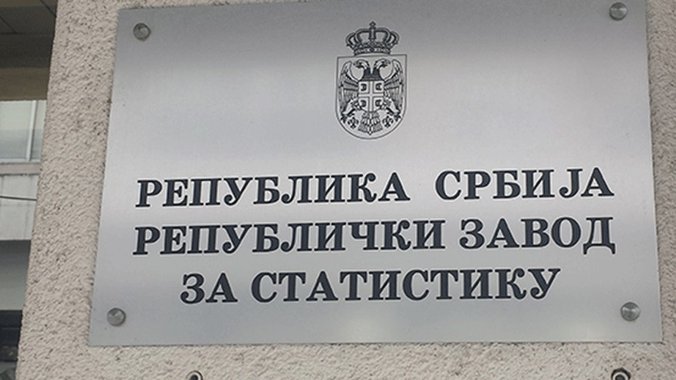 РЕПУБЛИКА СРБИЈА
РЕПУБЛИЧКИ ЗАВОД
ЗА СТАТИСТИКУ